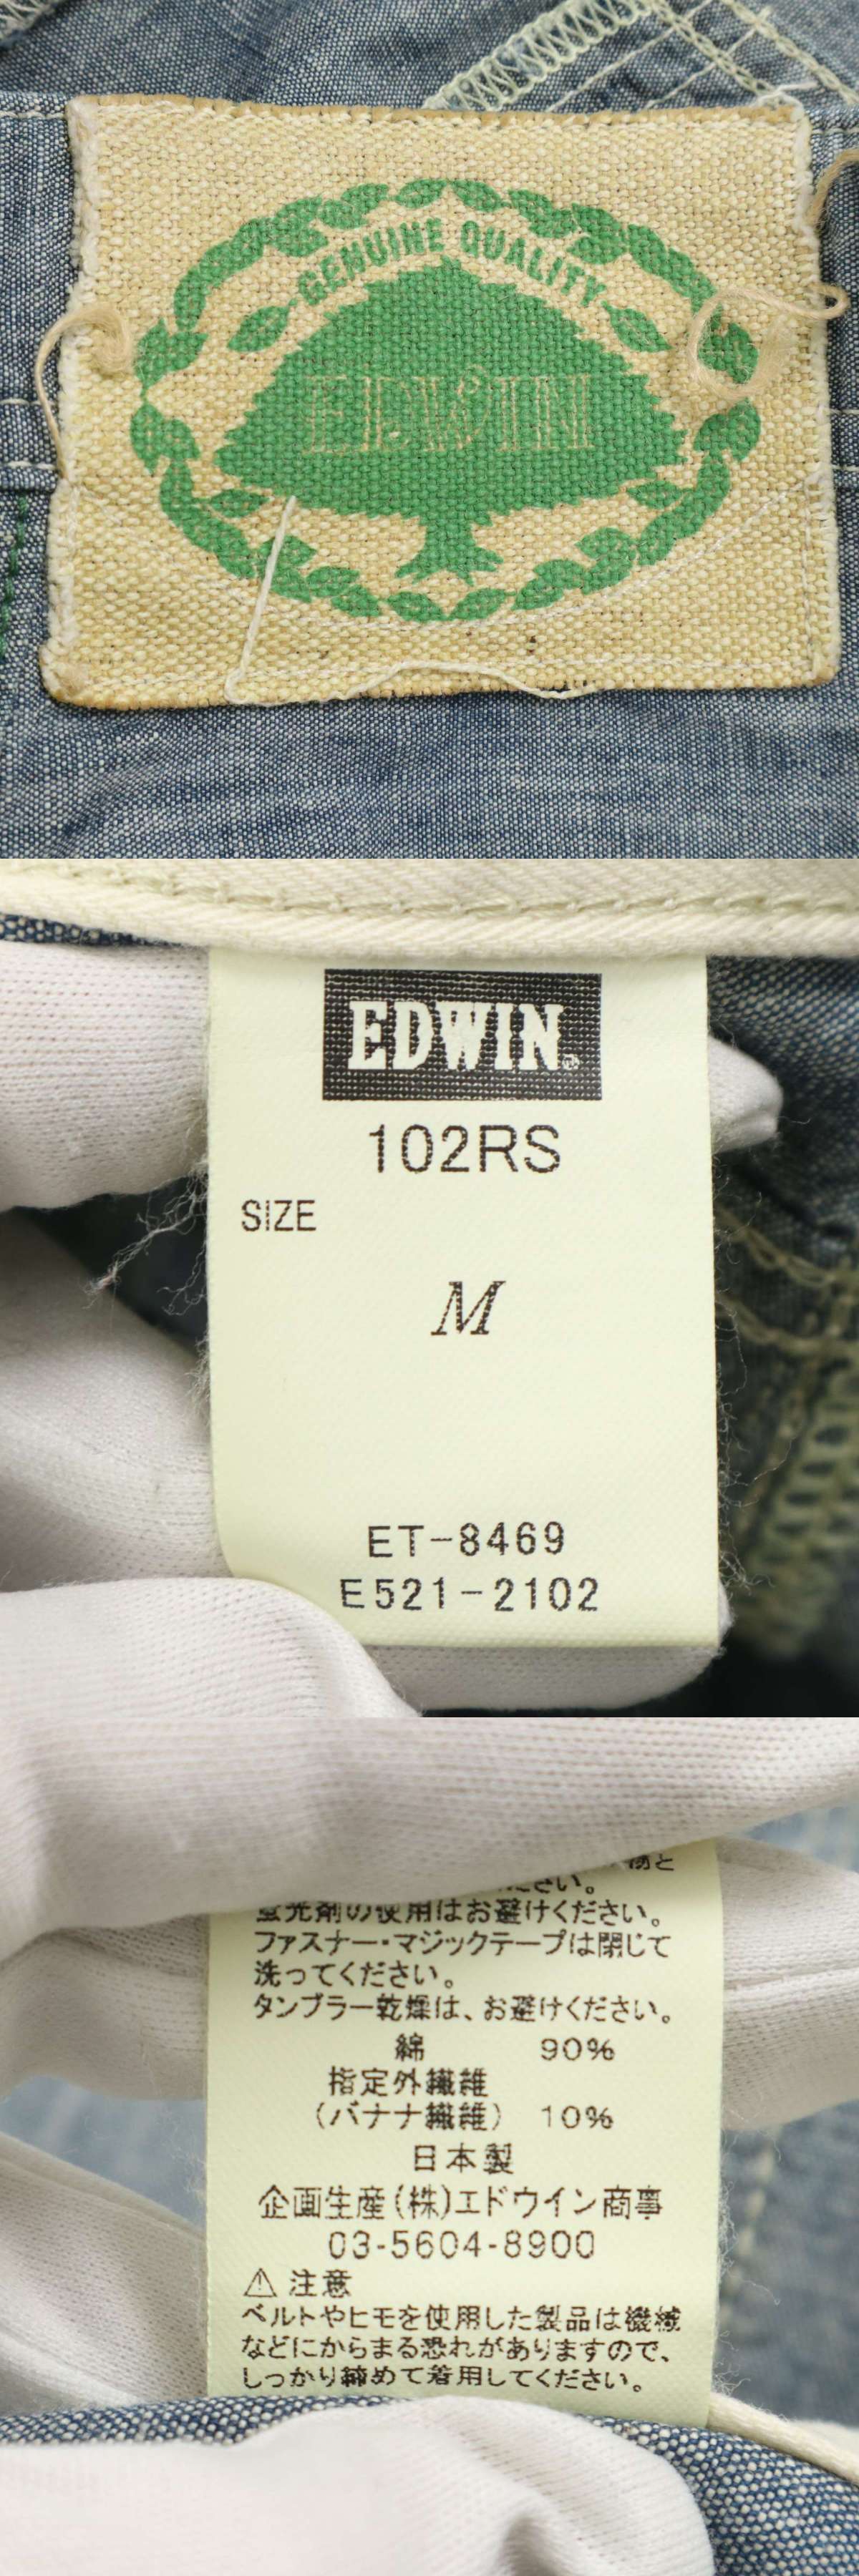 GENUINE QUALITY
EDWIN
EDWIN
102RS
SIZE
M
ET-8469
E521-2102
物と
ださい。
蛍光剤の使用はお避けください。
ファスナー・マジックテープは閉じて
洗ってください。
タンブラー乾燥は、お避けください。
綿 90%
指定外繊維
(バナナ繊維) 10%
日本製
企画生産(株)エドウイン商事
03-5604-8900
⚠ 注意
ベルトやヒモを使用した製品は機械
などにからまる恐れがありますので、
しっかり締めて着用してください。